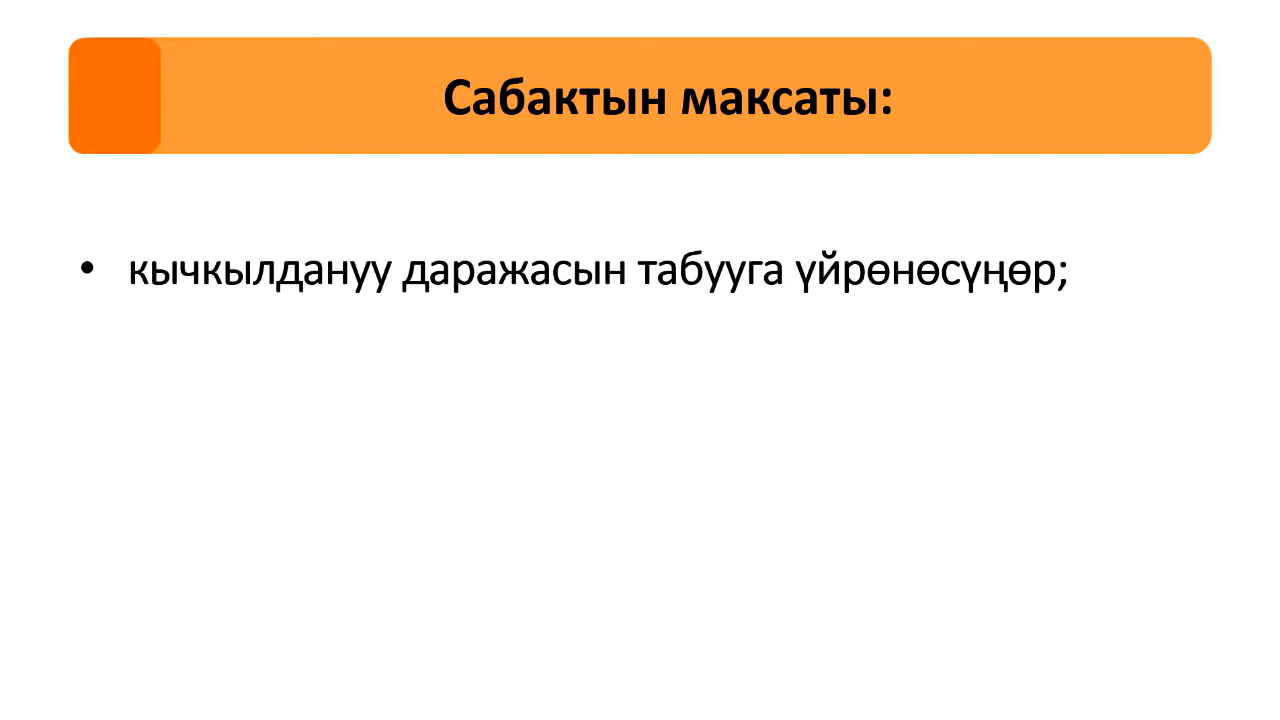 Сабактын максаты:
• кычкылдануу даражасын табууга үйрөнөсүңөр;